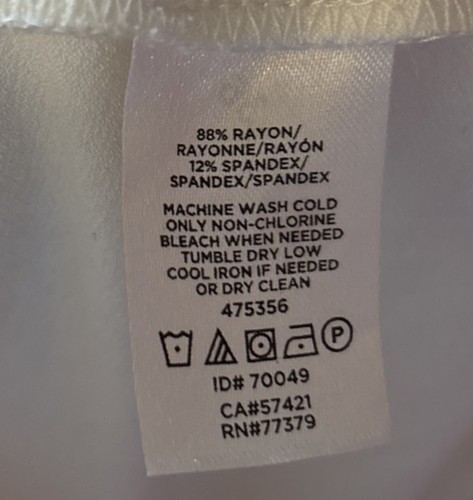 88% RAYON/
RAYONNE/RAYÓN
12% SPANDEX/
SPANDEX/SPANDEX
MACHINE WASH COLD
ONLY NON-CHLORINE
BLEACH WHEN NEEDED
TUMBLE DRY LOW
COOL IRON IF NEEDED
OR DRY CLEAN
475356
P
ID# 70049
CA#57421
RN#77379